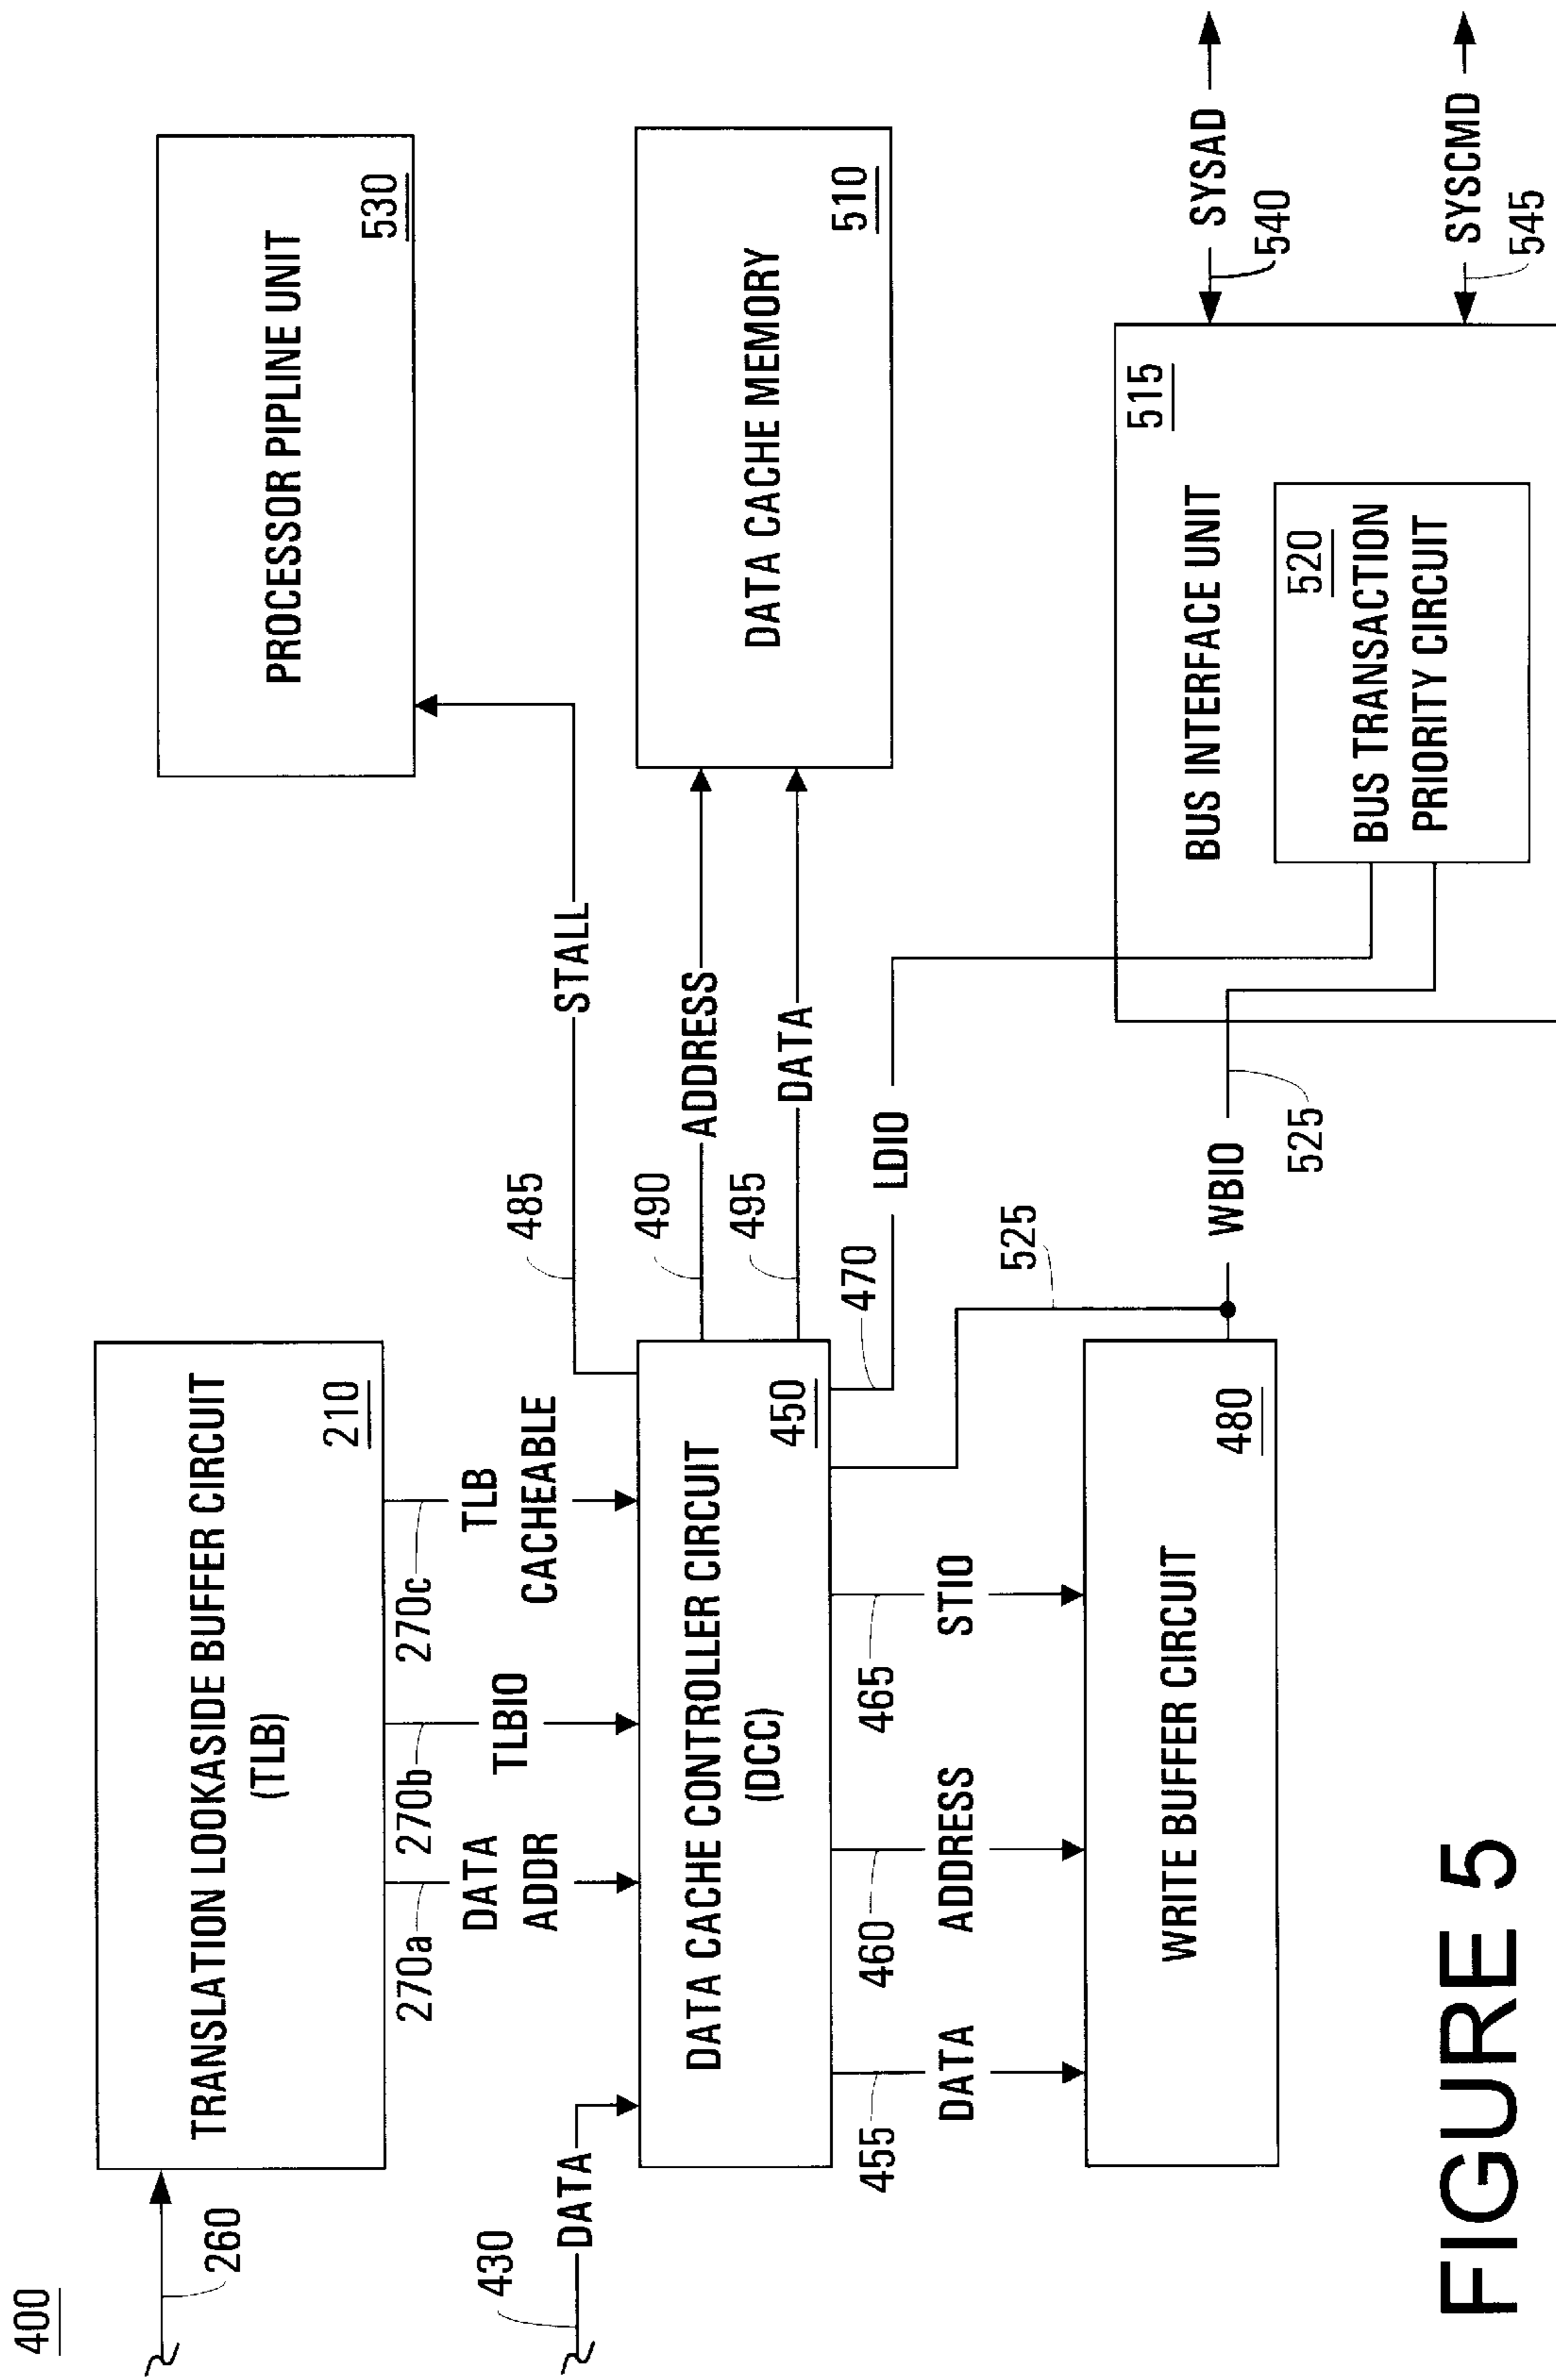 400
260
TRANSLATION LOOKASIDE BUFFER CIRCUIT
(TLB)
210
270a
DATA
ADDR
270b
TLBIO
270c
TLB
CACHEABLE
430
DATA
DATA CACHE CONTROLLER CIRCUIT
(DCC)
450
455
DATA
460
ADDRESS
465
STIO
WRITE BUFFER CIRCUIT
480
485
STALL
490
ADDRESS
495
DATA
470
LDIO
525
WBIO
525
PROCESSOR PIPLINE UNIT
530
DATA CACHE MEMORY
510
BUS INTERFACE UNIT
515
520
BUS TRANSACTION
PRIORITY CIRCUIT
SYSAD
540
SYSCMD
545
FIGURE 5